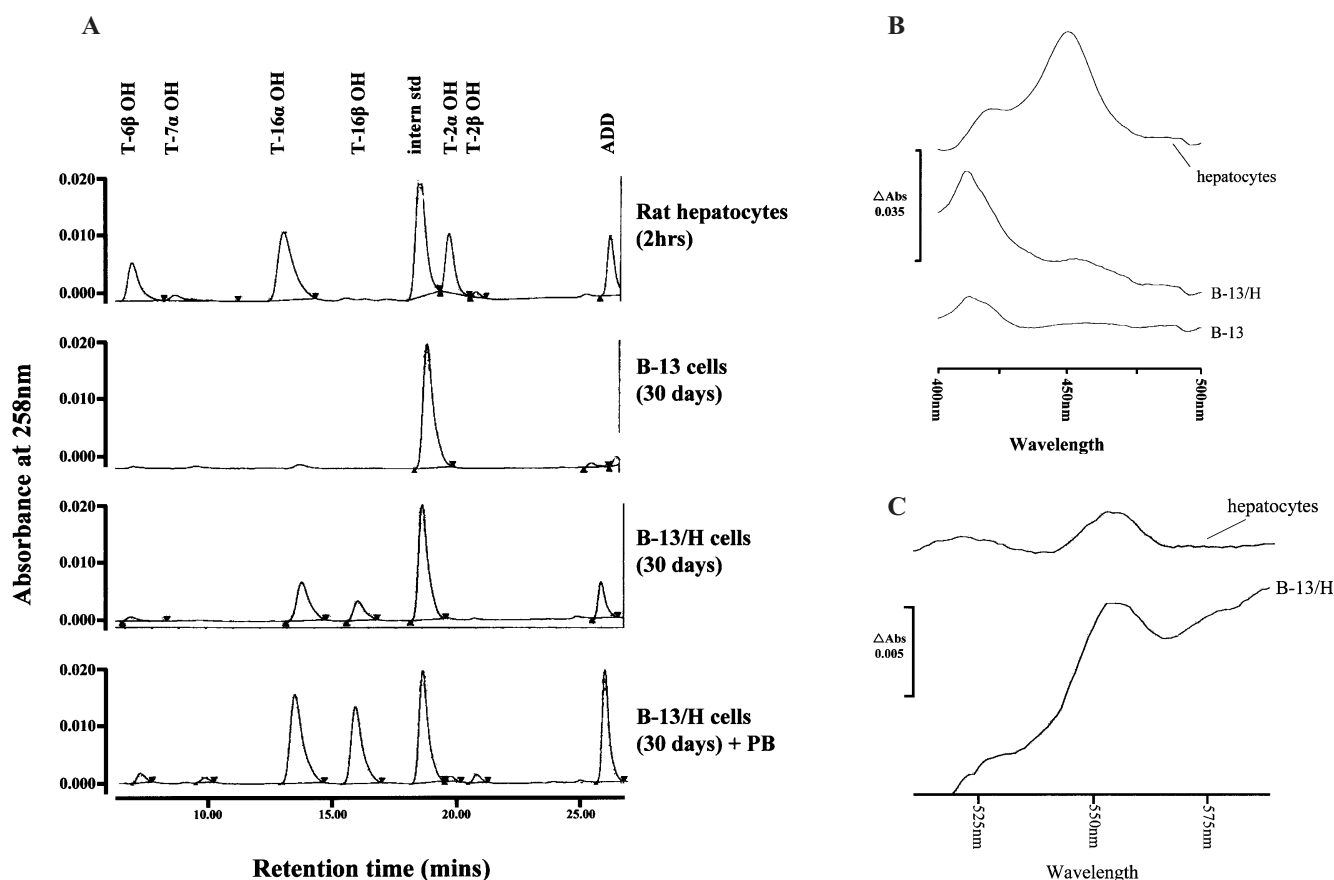 A
T-6β OH
T-7α OH
T-16α OH
T-16β OH
intern std
T-2α OH
T-2β OH
ADD
Absorbance at 258nm
0.020
0.010
0.000
Rat hepatocytes
(2hrs)
0.020
0.010
0.000
B-13 cells
(30 days)
0.020
0.010
0.000
B-13/H cells
(30 days)
0.020
0.010
0.000
B-13/H cells
(30 days) + PB
10.00
15.00
20.00
25.00
Retention time (mins)
B
hepatocytes
△Abs
0.035
B-13/H
B-13
400nm
450nm
500nm
Wavelength
C
hepatocytes
B-13/H
△Abs
0.005
525nm
550nm
575nm
Wavelength